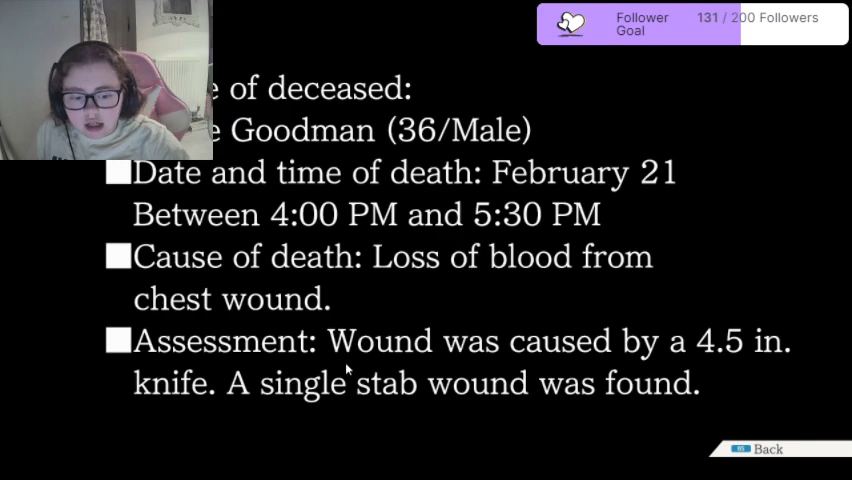 Follower Goal
131 / 200 Followers
of deceased:
Goodman (36/Male)
Date and time of death: February 21
Between 4:00 PM and 5:30 PM
Cause of death: Loss of blood from
chest wound.
Assessment: Wound was caused by a 4.5 in.
knife. A single stab wound was found.
Back